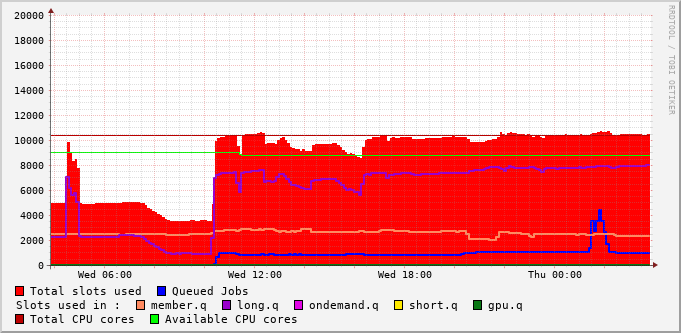 20000
18000
16000
14000
12000
10000
8000
6000
4000
2000
0
Wed 06:00 Wed 12:00 Wed 18:00 Thu 00:00
RRDTOOL / TOBI OETIKER
Total slots used Queued Jobs
Slots used in : member.q long.q ondemand.q short.q gpu.q
Total CPU cores Available CPU cores